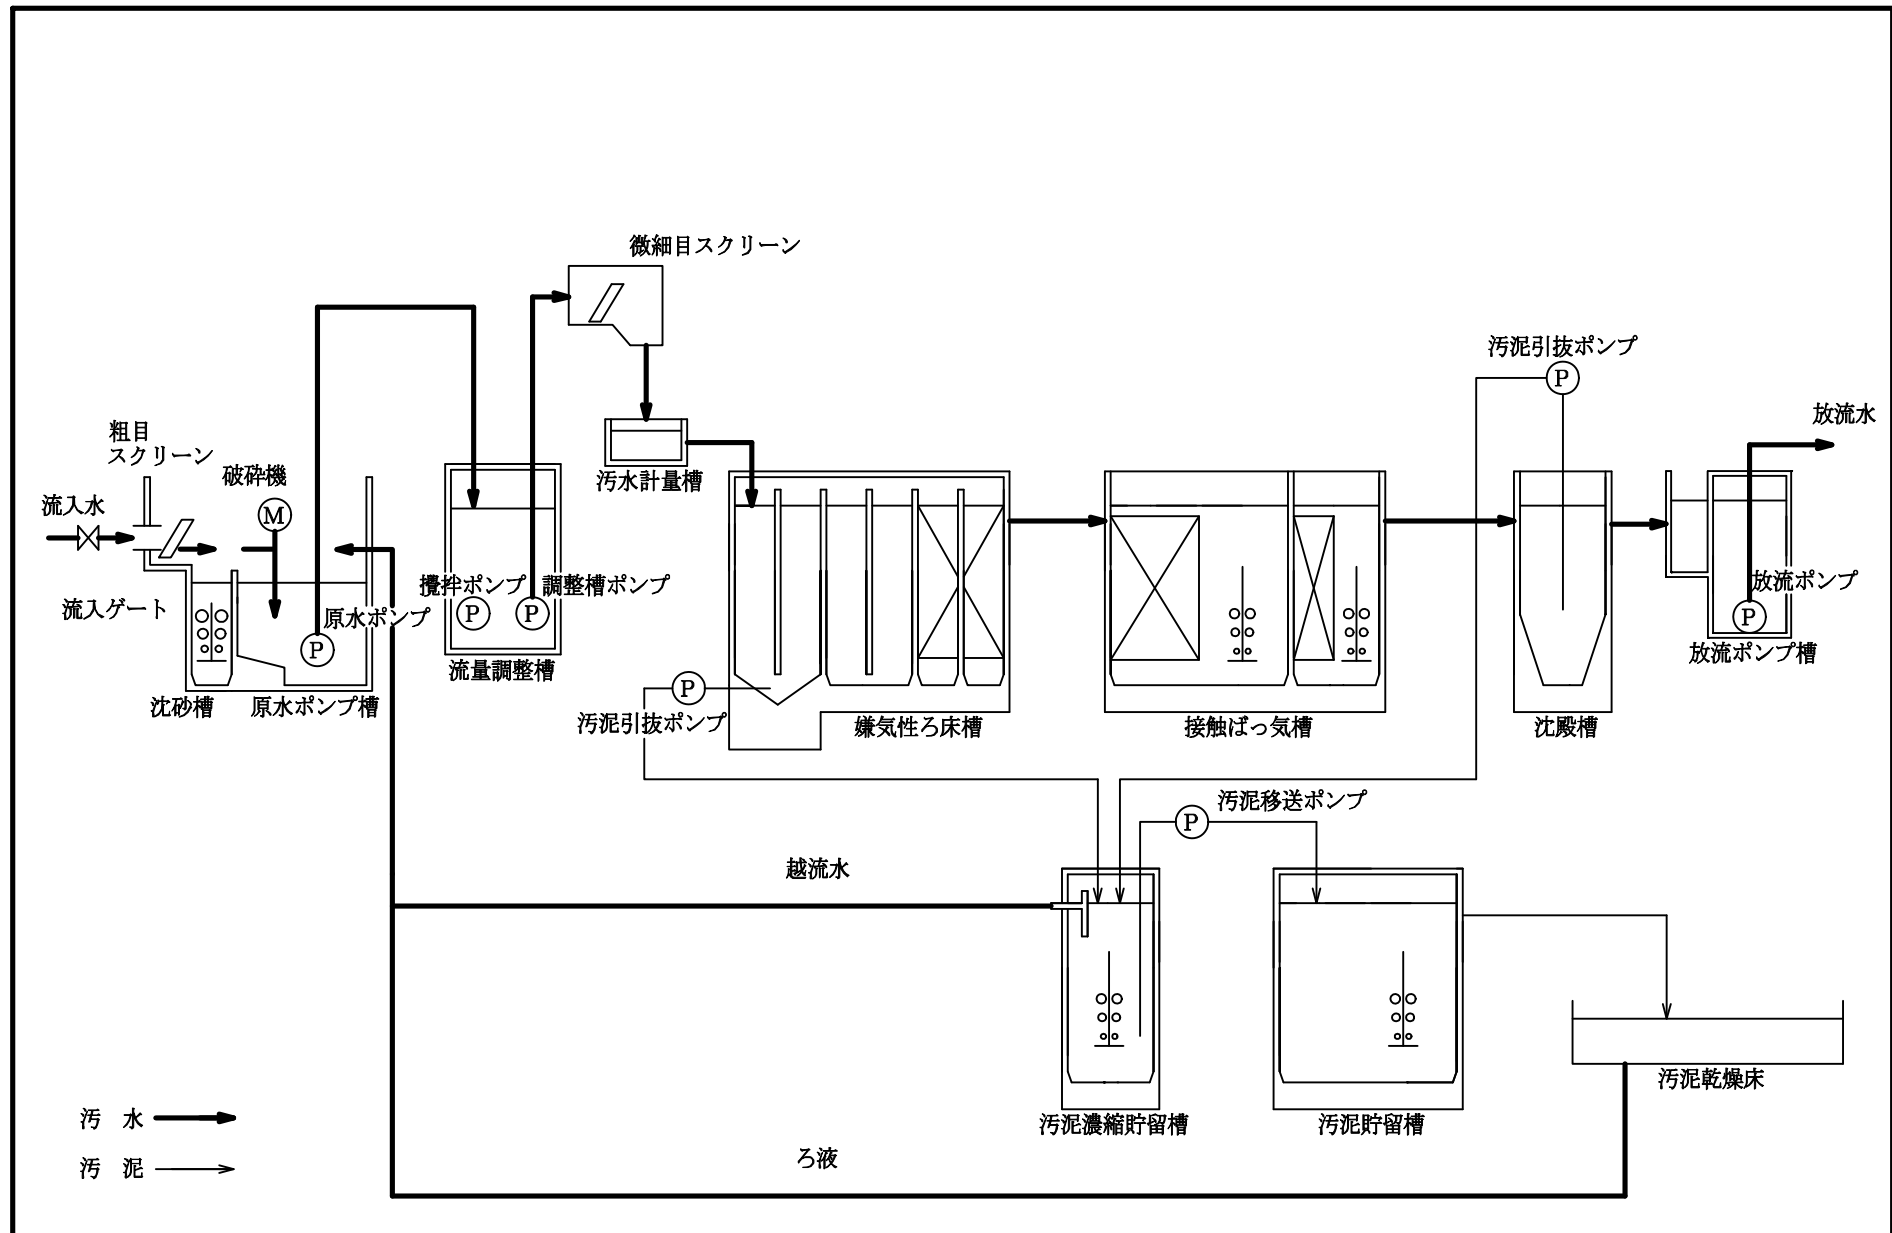 微細目スクリーン
汚泥引抜ポンプ
P
放流水
粗目
スクリーン
破砕機
汚水計量槽
流入水
M
攪拌ポンプ
調整槽ポンプ
P
P
流入ゲート
原水ポンプ
P
放流ポンプ
P
流量調整槽
放流ポンプ槽
沈砂槽
原水ポンプ槽
P
汚泥引抜ポンプ
嫌気性ろ床槽
接触ばっ気槽
沈殿槽
汚泥移送ポンプ
P
越流水
汚泥乾燥床
汚泥濃縮貯留槽
汚泥貯留槽
汚 水
汚 泥
ろ液